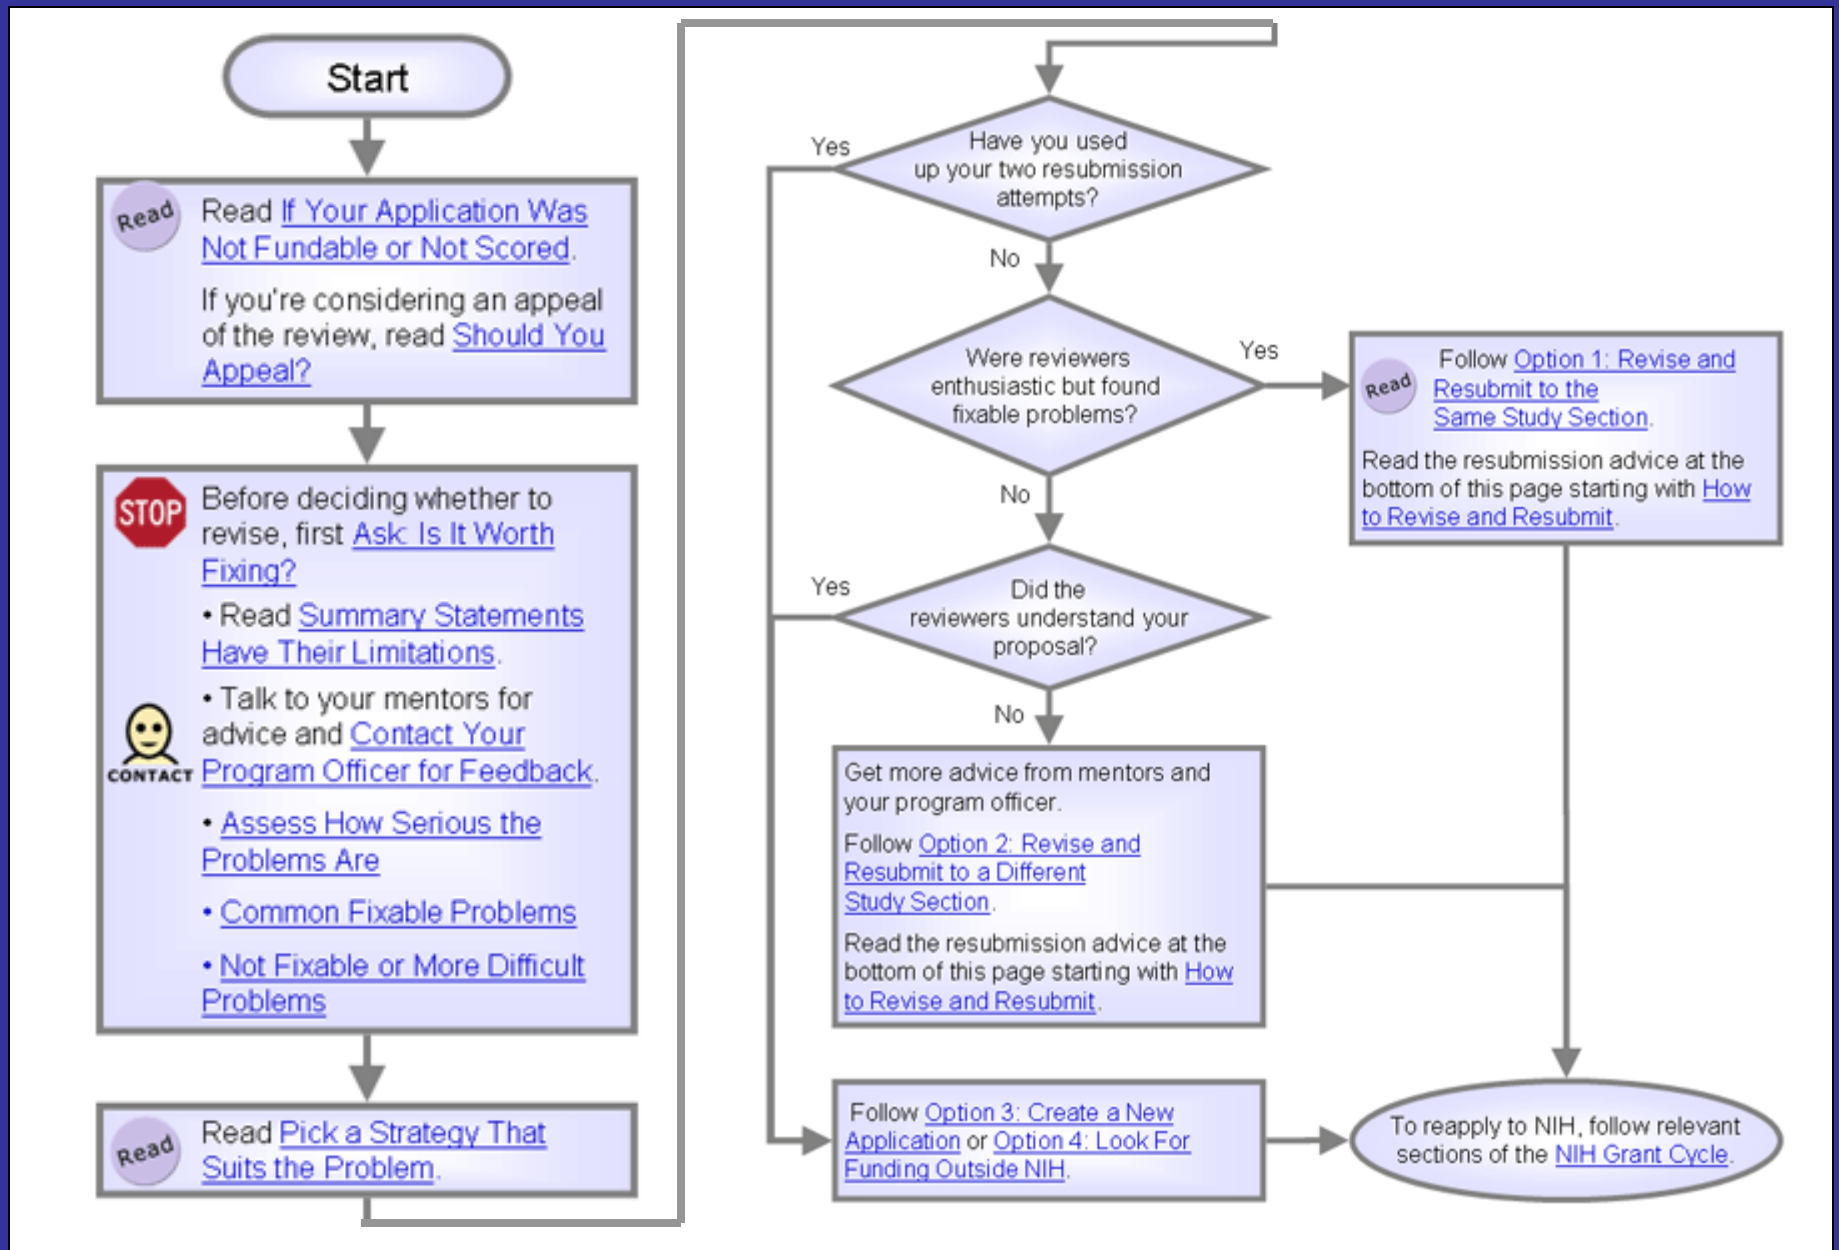 Start
Read
Read If Your Application Was
Not Fundable or Not Scored.
If you're considering an appeal
of the review, read Should You
Appeal?
STOP
Before deciding whether to
revise, first Ask: Is It Worth
Fixing?
• Read Summary Statements
Have Their Limitations.
• Talk to your mentors for
advice and Contact Your
Program Officer for Feedback.
CONTACT
• Assess How Serious the
Problems Are
• Common Fixable Problems
• Not Fixable or More Difficult
Problems
Read
Read Pick a Strategy That
Suits the Problem.
Have you used
up your two resubmission
attempts?
Yes
No
Were reviewers
enthusiastic but found
fixable problems?
Yes
Read
Follow Option 1: Revise and
Resubmit to the
Same Study Section.
Read the resubmission advice at the
bottom of this page starting with How
to Revise and Resubmit.
No
Did the
reviewers understand your
proposal?
Yes
No
Get more advice from mentors and
your program officer.
Follow Option 2: Revise and
Resubmit to a Different
Study Section.
Read the resubmission advice at the
bottom of this page starting with How
to Revise and Resubmit.
Follow Option 3: Create a New
Application or Option 4: Look For
Funding Outside NIH.
To reapply to NIH, follow relevant
sections of the NIH Grant Cycle.